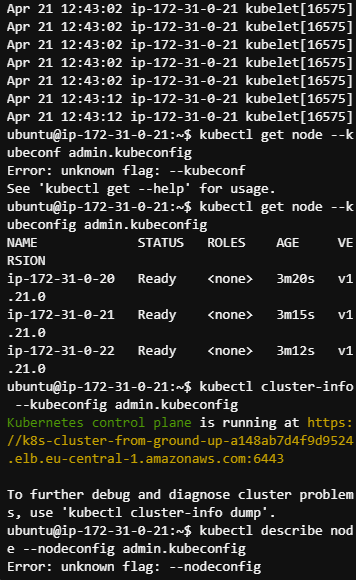 Apr 21 12:43:02 ip-172-31-0-21 kubelet[16575]
Apr 21 12:43:02 ip-172-31-0-21 kubelet[16575]
Apr 21 12:43:02 ip-172-31-0-21 kubelet[16575]
Apr 21 12:43:02 ip-172-31-0-21 kubelet[16575]
Apr 21 12:43:02 ip-172-31-0-21 kubelet[16575]
Apr 21 12:43:12 ip-172-31-0-21 kubelet[16575]
Apr 21 12:43:12 ip-172-31-0-21 kubelet[16575]
ubuntu@ip-172-31-0-21:~$ kubectl get node --k
ubeconf admin.kubeconfig
Error: unknown flag: --kubeconf
See 'kubectl get --help' for usage.
ubuntu@ip-172-31-0-21:~$ kubectl get node --k
ubeconfig admin.kubeconfig
NAME STATUS ROLES AGE VE
RSION
ip-172-31-0-20 Ready <none> 3m20s v1
.21.0
ip-172-31-0-21 Ready <none> 3m15s v1
.21.0
ip-172-31-0-22 Ready <none> 3m12s v1
.21.0
ubuntu@ip-172-31-0-21:~$ kubectl cluster-info
--kubeconfig admin.kubeconfig
Kubernetes control plane is running at https:
//k8s-cluster-from-ground-up-a148ab7d4f9d9524
.elb.eu-central-1.amazonaws.com:6443
To further debug and diagnose cluster problem
s, use 'kubectl cluster-info dump'.
ubuntu@ip-172-31-0-21:~$ kubectl describe nod
e --nodeconfig admin.kubeconfig
Error: unknown flag: --nodeconfig